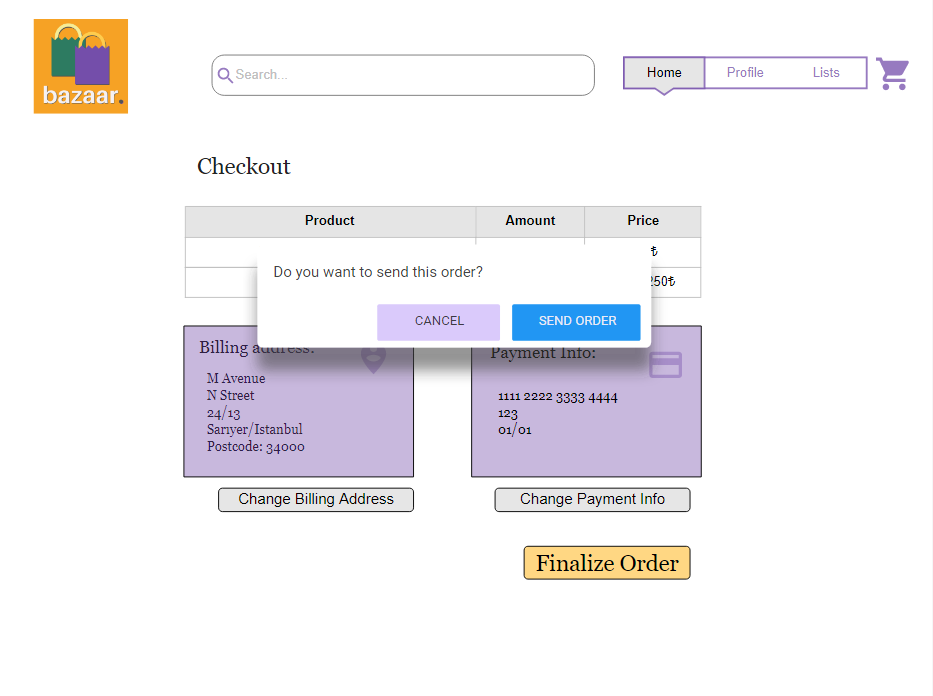 bazaar.
Search...
Home Profile Lists
Checkout
Product Amount Price
₺
250₺
Do you want to send this order?
CANCEL SEND ORDER
Billing address:
Payment Info:
M Avenue
N Street
24/13
Sarıyer/Istanbul
Postcode: 34000
1111 2222 3333 4444
123
01/01
Change Billing Address
Change Payment Info
Finalize Order